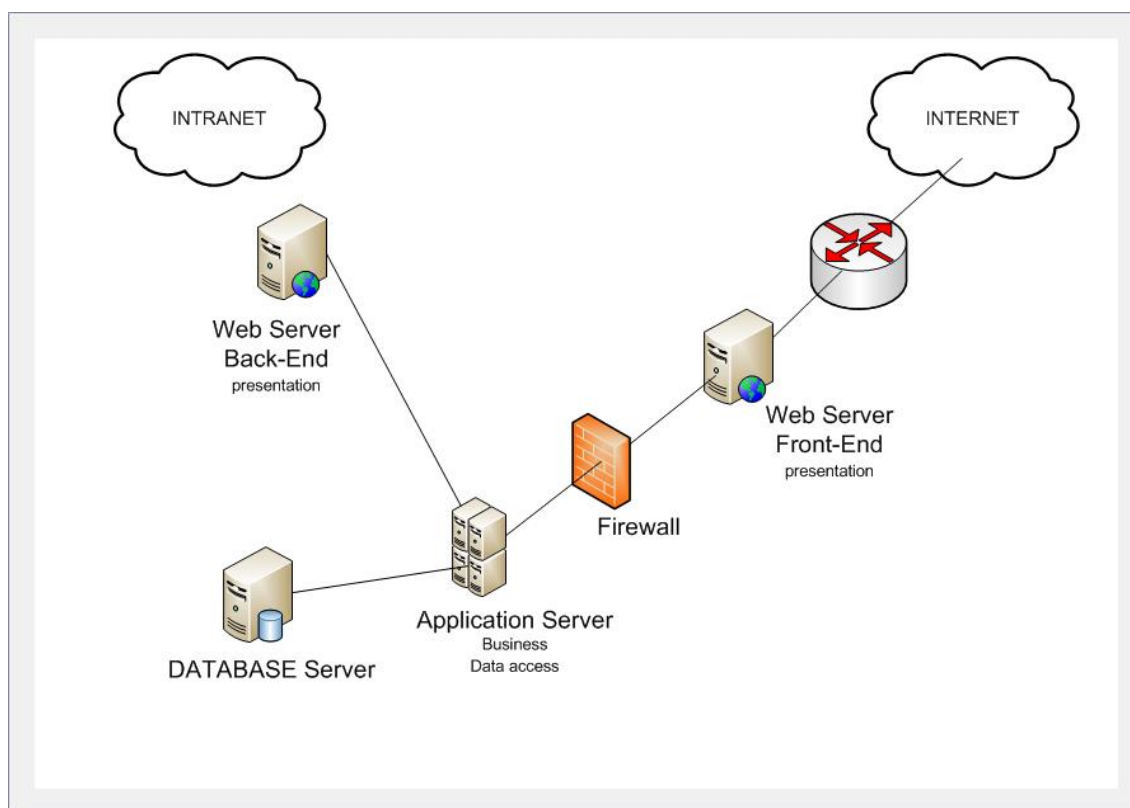 INTRANET
INTERNET
Web Server
Back-End
presentation
Web Server
Front-End
presentation
Firewall
Application Server
Business
Data access
DATABASE Server